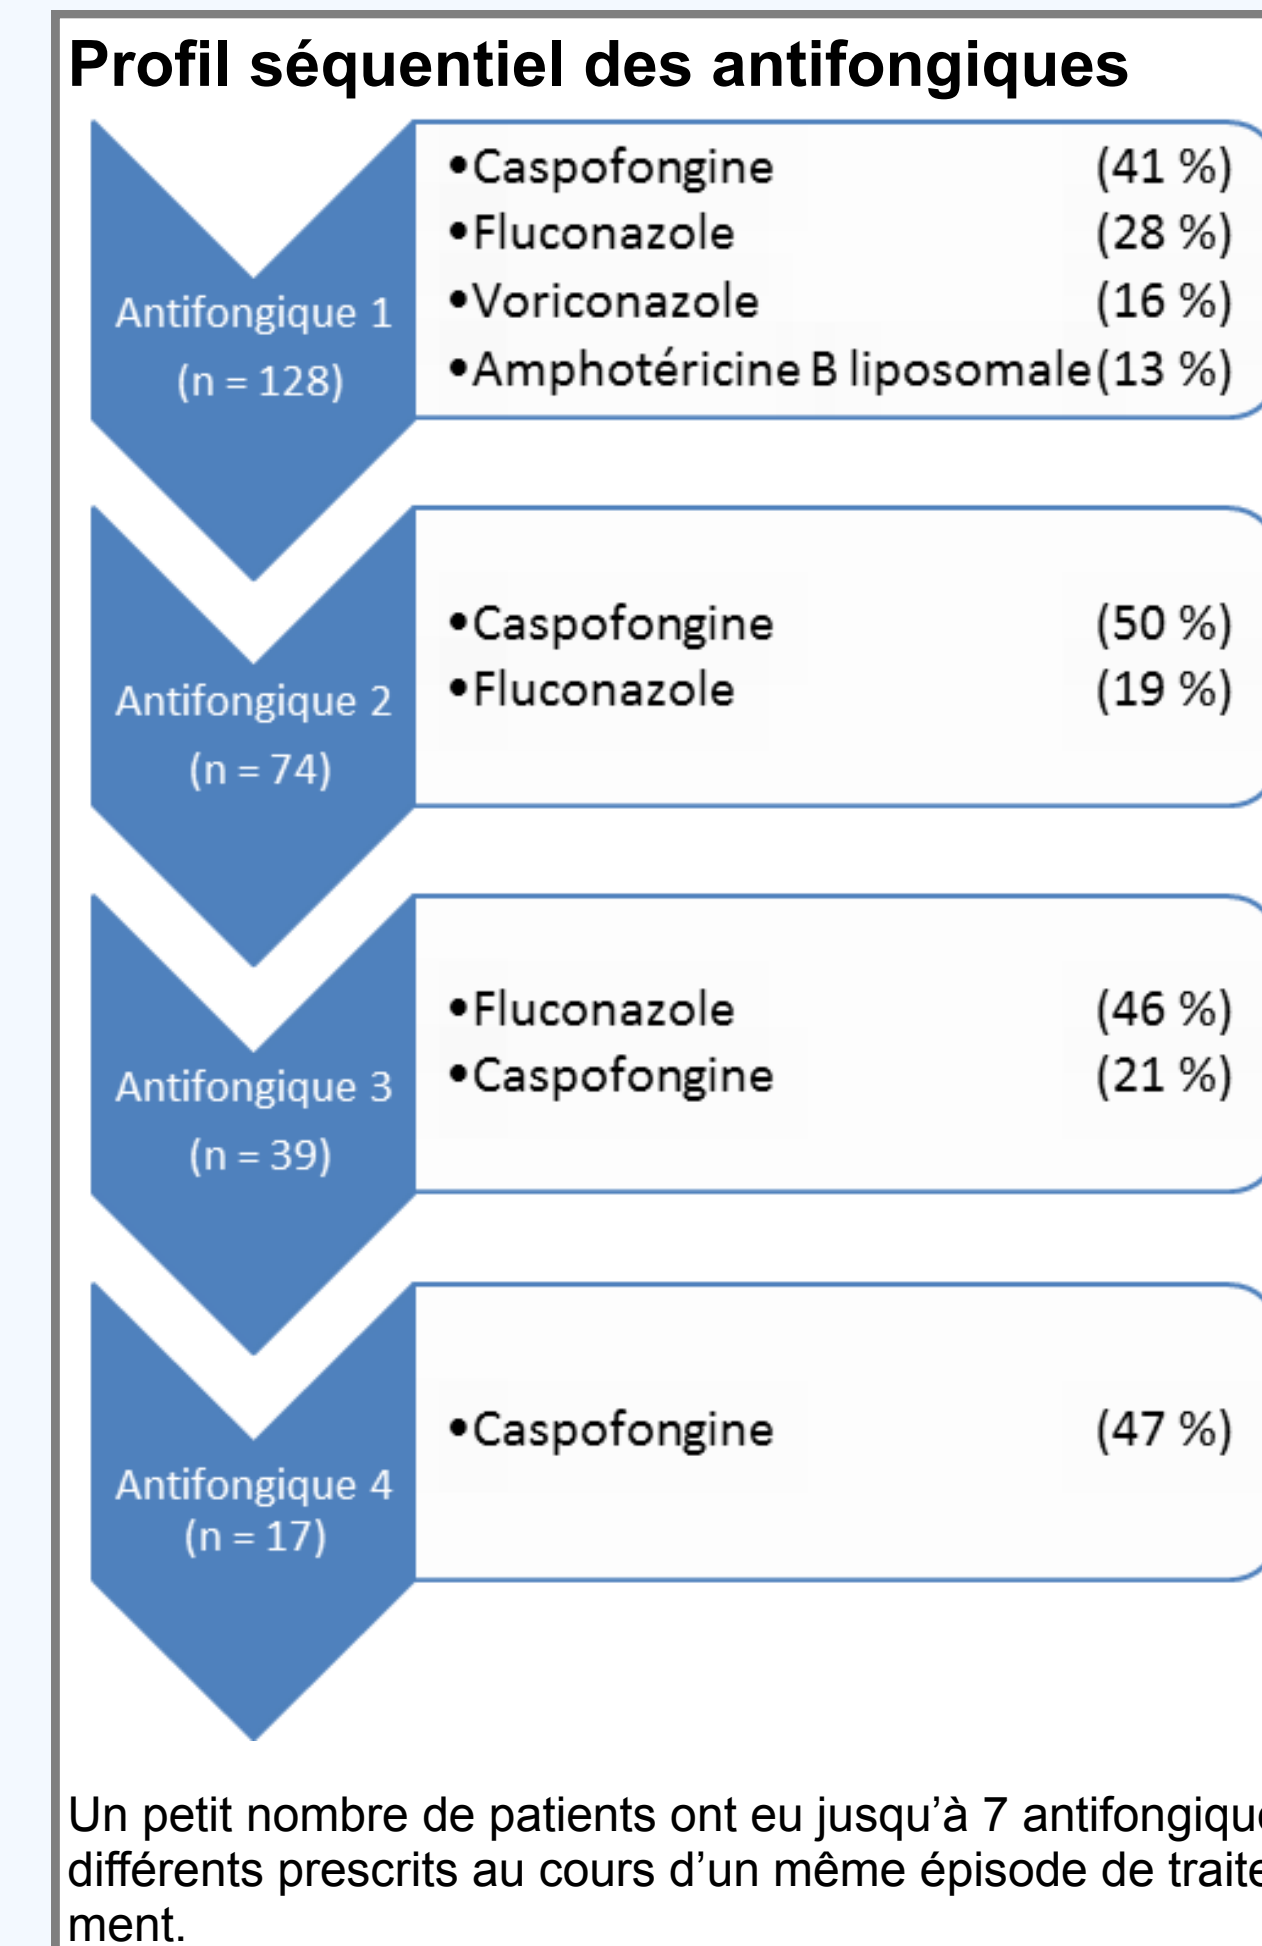 Profil séquentiel des antifongiques
Antifongique 1
(n = 128)
•Caspofongine (41 %)
•Fluconazole (28 %)
•Voriconazole (16 %)
•Amphotéricine B liposomale(13 %)
Antifongique 2
(n = 74)
•Caspofongine (50 %)
•Fluconazole (19 %)
Antifongique 3
(n = 39)
•Fluconazole (46 %)
•Caspofongine (21 %)
Antifongique 4
(n = 17)
•Caspofongine (47 %)
Un petit nombre de patients ont eu jusqu’à 7 antifongique
différents prescrits au cours d’un même épisode de traite
ment.